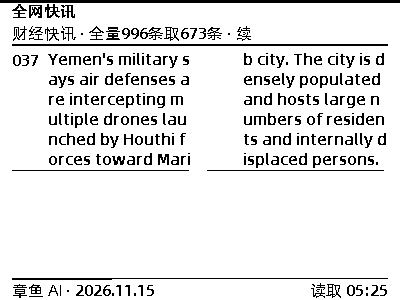 全网快讯
财经快讯 · 全量996条取673条 · 续
037 Yemen's military s
ays air defenses a
re intercepting m
ultiple drones lau
nched by Houthi f
orces toward Mari
b city. The city is d
ensely populated
and hosts large n
umbers of residen
ts and internally d
isplaced persons.
章鱼 AI · 2026.11.15
读取 05:25